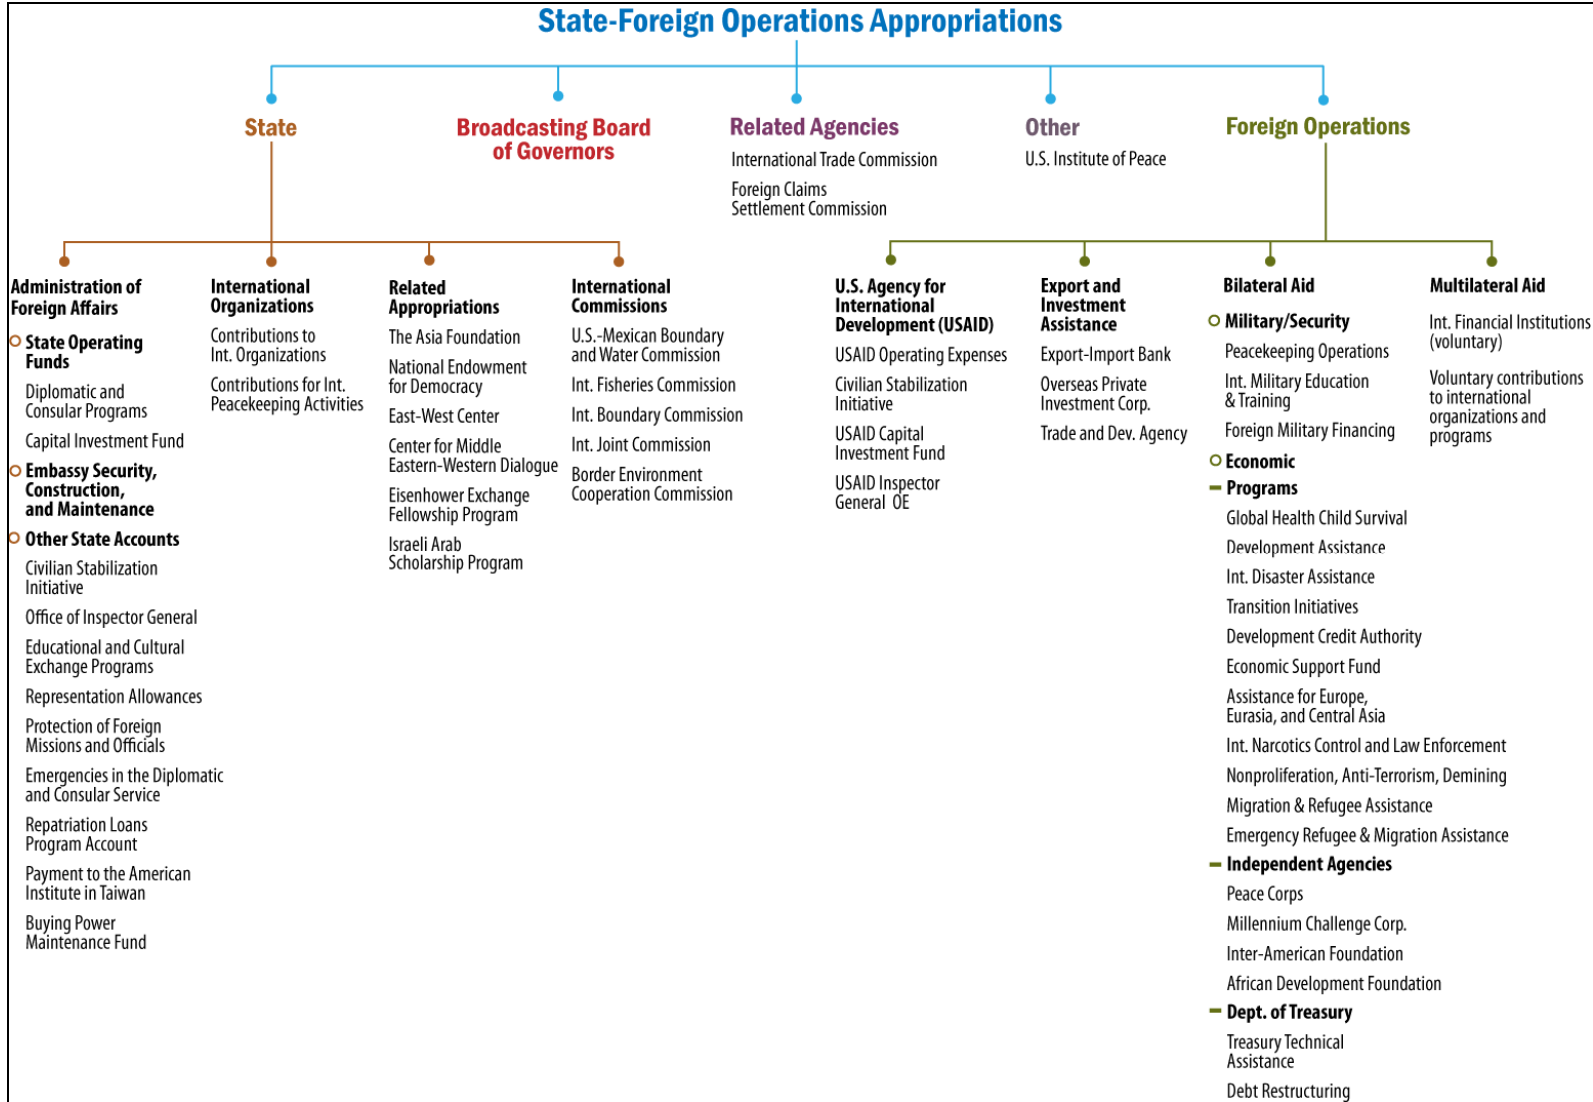 State-Foreign Operations Appropriations
State
Broadcasting Board
of Governors
Related Agencies
International Trade Commission
Foreign Claims
Settlement Commission
Other
U.S. Institute of Peace
Foreign Operations
Administration of
Foreign Affairs
State Operating
Funds
Diplomatic and
Consular Programs
Capital Investment Fund
Embassy Security,
Construction,
and Maintenance
Other State Accounts
Civilian Stabilization
Initiative
Office of Inspector General
Educational and Cultural
Exchange Programs
Representation Allowances
Protection of Foreign
Missions and Officials
Emergencies in the Diplomatic
and Consular Service
Repatriation Loans
Program Account
Payment to the American
Institute in Taiwan
Buying Power
Maintenance Fund
International
Organizations
Contributions to
Int. Organizations
Contributions for Int.
Peacekeeping Activities
Related
Appropriations
The Asia Foundation
National Endowment
for Democracy
East-West Center
Center for Middle
Eastern-Western Dialogue
Eisenhower Exchange
Fellowship Program
Israeli Arab
Scholarship Program
International
Commissions
U.S.-Mexican Boundary
and Water Commission
Int. Fisheries Commission
Int. Boundary Commission
Int. Joint Commission
Border Environment
Cooperation Commission
U.S. Agency for
International
Development (USAID)
USAID Operating Expenses
Civilian Stabilization
Initiative
USAID Capital
Investment Fund
USAID Inspector
General OE
Export and
Investment
Assistance
Export-Import Bank
Overseas Private
Investment Corp.
Trade and Dev. Agency
Bilateral Aid
Military/Security
Peacekeeping Operations
Int. Military Education
& Training
Foreign Military Financing
Economic
Programs
Global Health Child Survival
Development Assistance
Int. Disaster Assistance
Transition Initiatives
Development Credit Authority
Economic Support Fund
Assistance for Europe,
Eurasia, and Central Asia
Int. Narcotics Control and Law Enforcement
Nonproliferation, Anti-Terrorism, Demining
Migration & Refugee Assistance
Emergency Refugee & Migration Assistance
Independent Agencies
Peace Corps
Millennium Challenge Corp.
Inter-American Foundation
African Development Foundation
Dept. of Treasury
Treasury Technical
Assistance
Debt Restructuring
Multilateral Aid
Int. Financial Institutions
(voluntary)
Voluntary contributions
to international
organizations and
programs